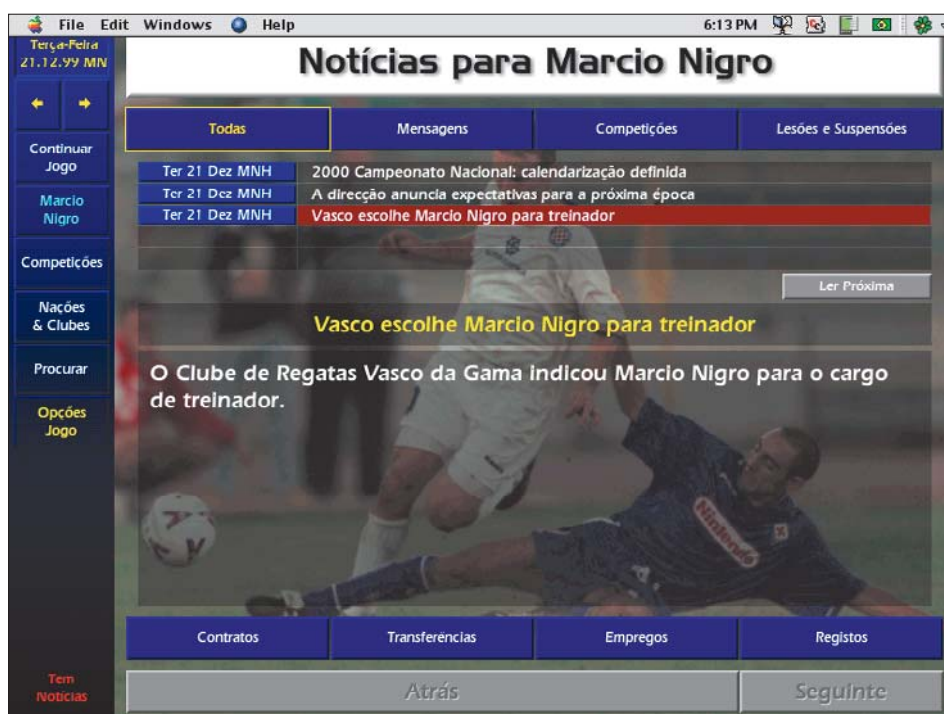 File Edit Windows Help 6:13 PM
Terça-Feira
21.12.99 MN
Notícias para Marcio Nigro
Todas Mensagens Competições Lesões e Suspensões
Continuar
Jogo
Marcio
Nigro
Competições
Nações
& Clubes
Procurar
Opções
Jogo
Ter 21 Dez MNH 2000 Campeonato Nacional: calendarização definida
Ter 21 Dez MNH A direcção anuncia expectativas para a próxima época
Ter 21 Dez MNH Vasco escolhe Marcio Nigro para treinador
Ler Próxima
Vasco escolhe Marcio Nigro para treinador
O Clube de Regatas Vasco da Gama indicou Marcio Nigro para o cargo
de treinador.
Nintendo
Contratos Transferências Empregos Registos
Tem
Notícias
Atrás Seguinte